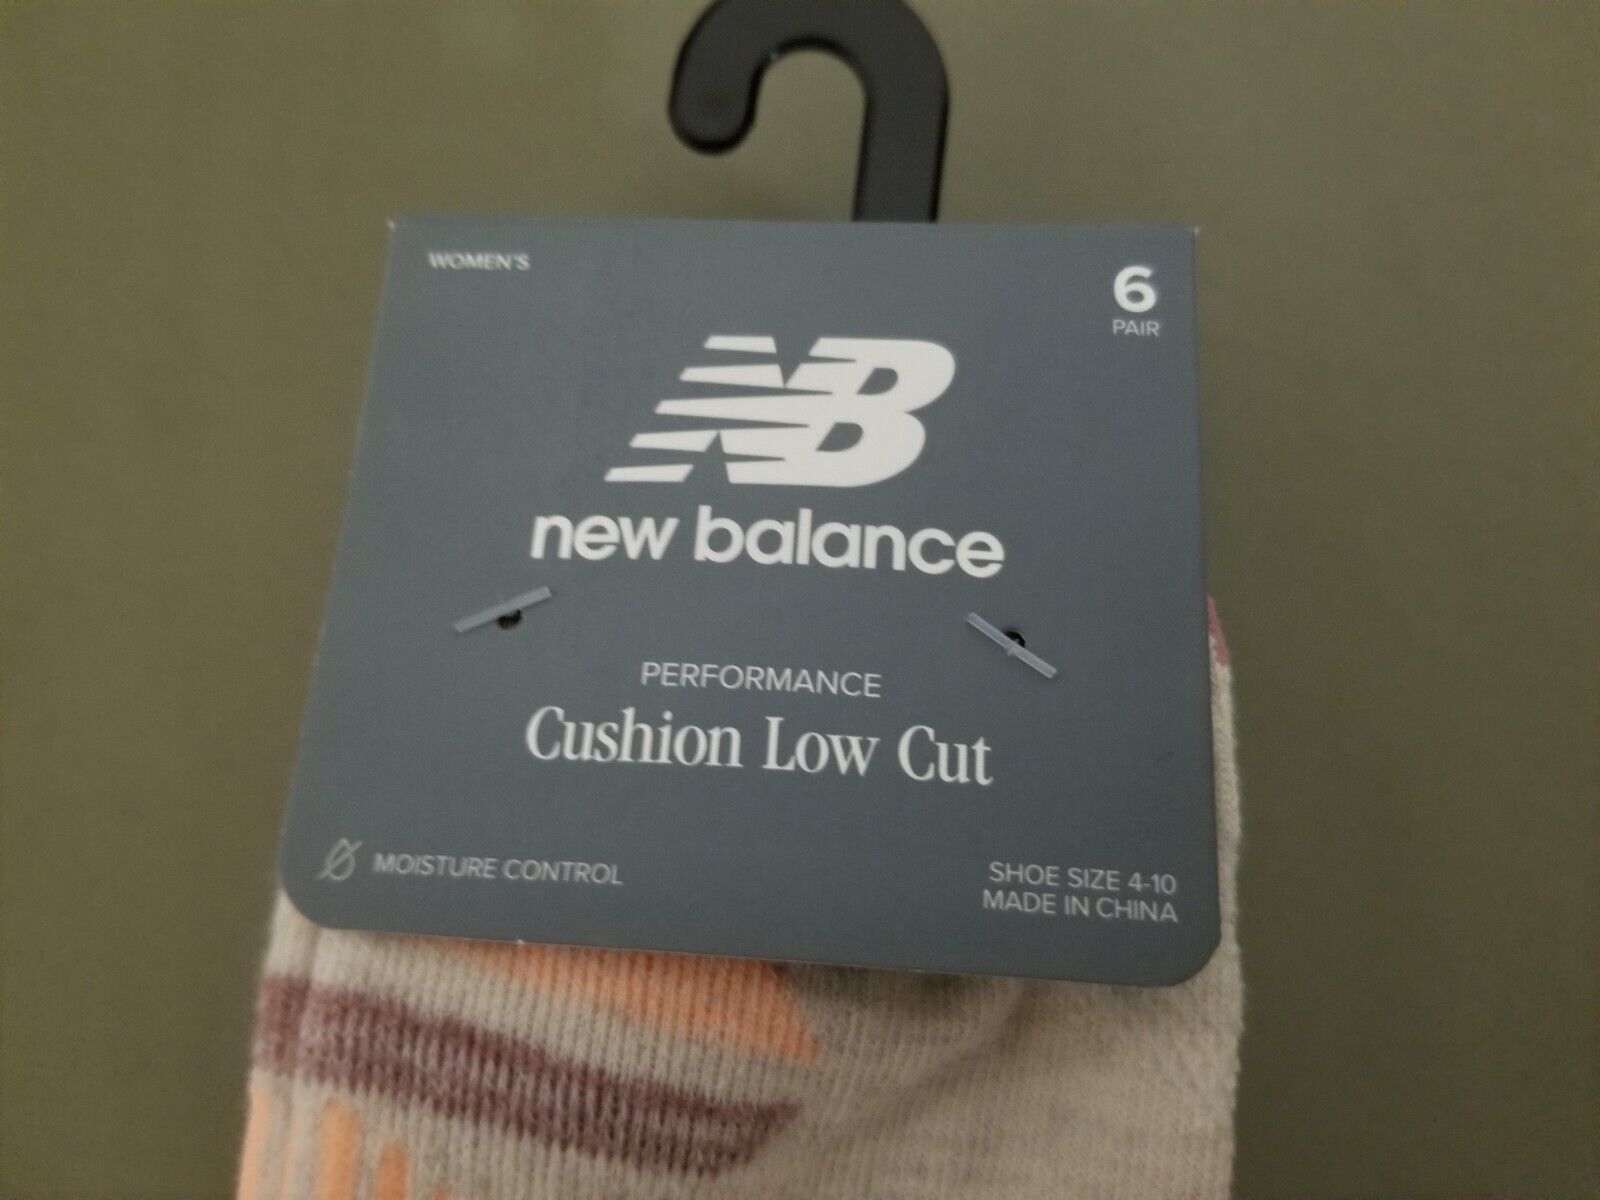 WOMEN'S
6
PAIR
NB
new balance
PERFORMANCE
Cushion Low Cut
MOISTURE CONTROL
SHOE SIZE 4-10
MADE IN CHINA